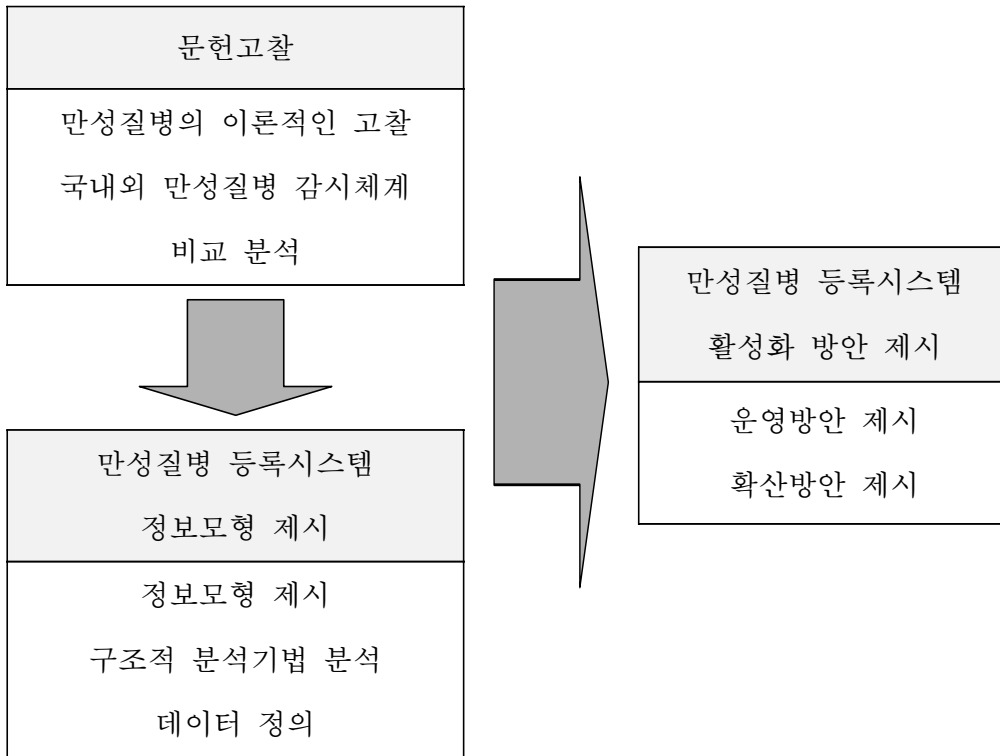 문헌고찰
만성질병의 이론적인 고찰
국내외 만성질병 감시체계
비교 분석
만성질병 등록시스템
정보모형 제시
정보모형 제시
구조적 분석기법 분석
데이터 정의
만성질병 등록시스템
활성화 방안 제시
운영방안 제시
확산방안 제시